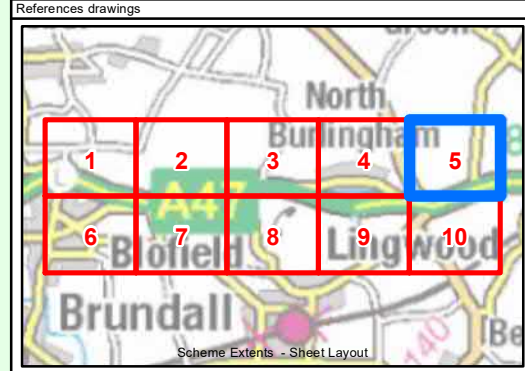 References drawings
North
Burlingham
1 2 3 4 5
A47
6 7 8 9 10
Blofield Lingwood
Brundall
Scheme Extents - Sheet Layout